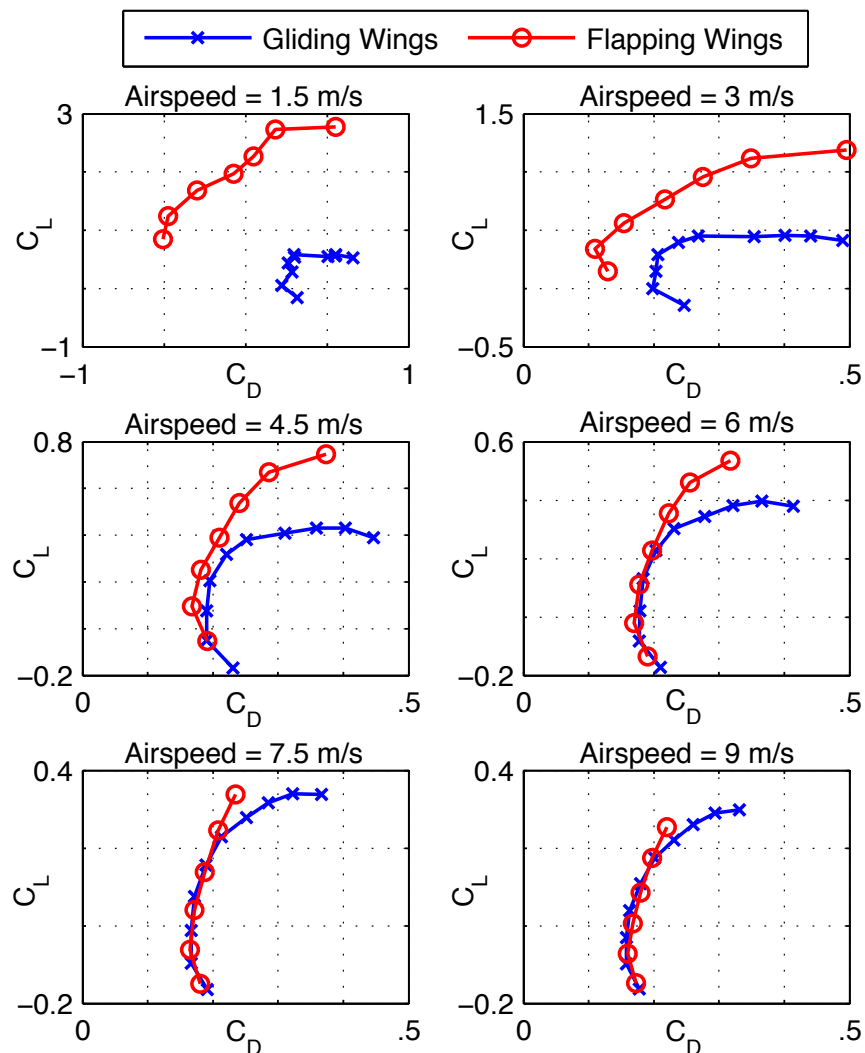 Gliding Wings Flapping Wings
Airspeed = 1.5 m/s
3
C_L
−1
−1 C_D 1
Airspeed = 3 m/s
1.5
C_L
−0.5
0 C_D .5
Airspeed = 4.5 m/s
0.8
C_L
−0.2
0 C_D .5
Airspeed = 6 m/s
0.6
C_L
−0.2
0 C_D .5
Airspeed = 7.5 m/s
0.4
C_L
−0.2
0 C_D .5
Airspeed = 9 m/s
0.4
C_L
−0.2
0 C_D .5